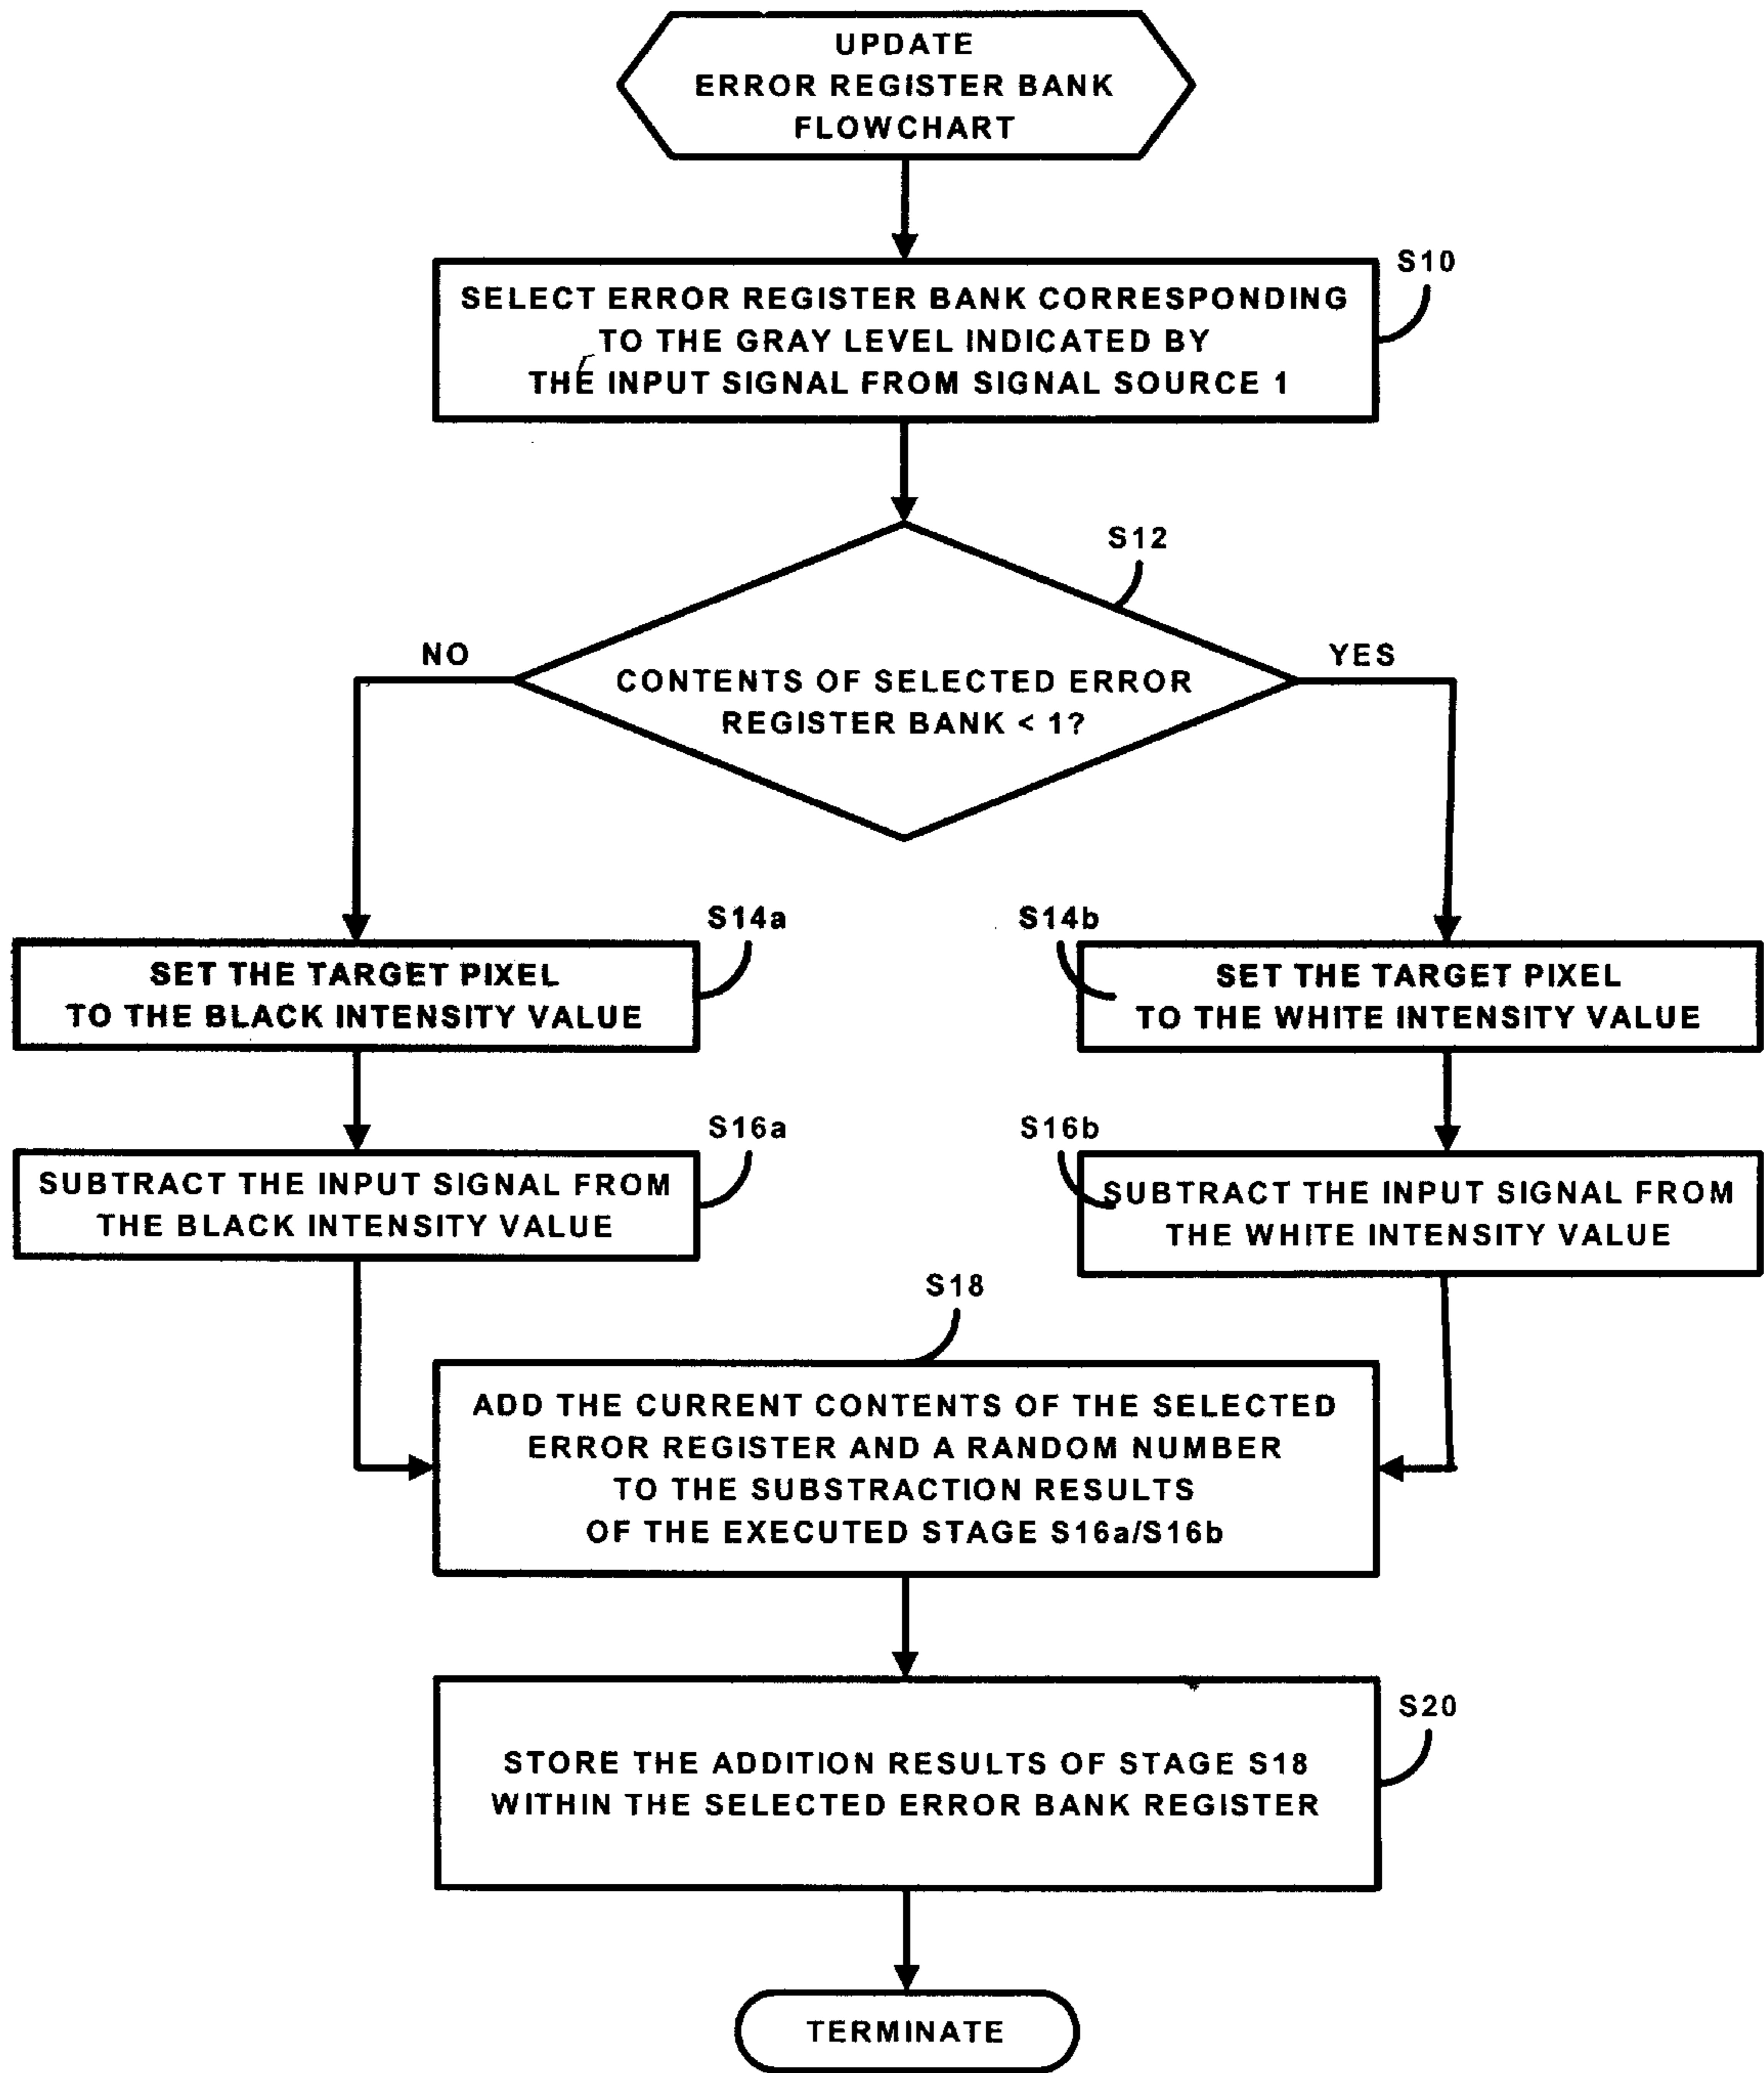 UPDATE
ERROR REGISTER BANK
FLOWCHART
S10
SELECT ERROR REGISTER BANK CORRESPONDING
TO THE GRAY LEVEL INDICATED BY
THE INPUT SIGNAL FROM SIGNAL SOURCE 1
S12
NO
YES
CONTENTS OF SELECTED ERROR
REGISTER BANK < 1?
S14a
SET THE TARGET PIXEL
TO THE BLACK INTENSITY VALUE
S14b
SET THE TARGET PIXEL
TO THE WHITE INTENSITY VALUE
S16a
SUBTRACT THE INPUT SIGNAL FROM
THE BLACK INTENSITY VALUE
S16b
SUBTRACT THE INPUT SIGNAL FROM
THE WHITE INTENSITY VALUE
S18
ADD THE CURRENT CONTENTS OF THE SELECTED
ERROR REGISTER AND A RANDOM NUMBER
TO THE SUBSTRACTION RESULTS
OF THE EXECUTED STAGE S16a/S16b
S20
STORE THE ADDITION RESULTS OF STAGE S18
WITHIN THE SELECTED ERROR BANK REGISTER
TERMINATE